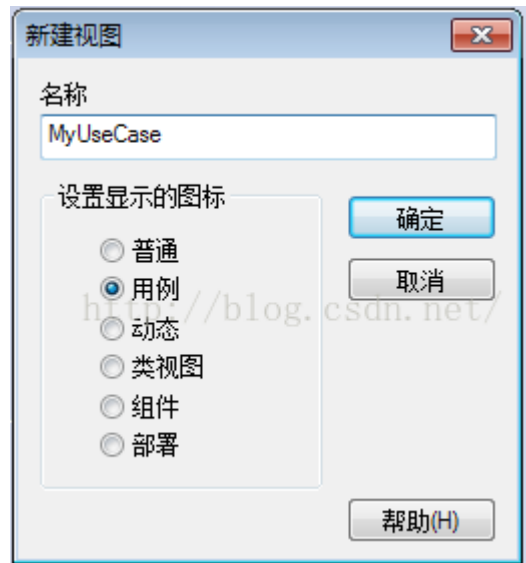 新建视图
名称
MyUseCase
设置显示的图标
普通
用例
动态
类视图
组件
部署
确定
取消
http://blog.csdn.net/
帮助(H)